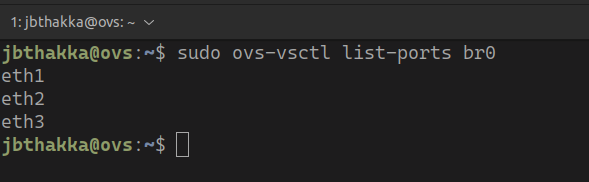 1: jbthakka@ovs: ~
jbthakka@ovs:~$ sudo ovs-vsctl list-ports br0
eth1
eth2
eth3
jbthakka@ovs:~$